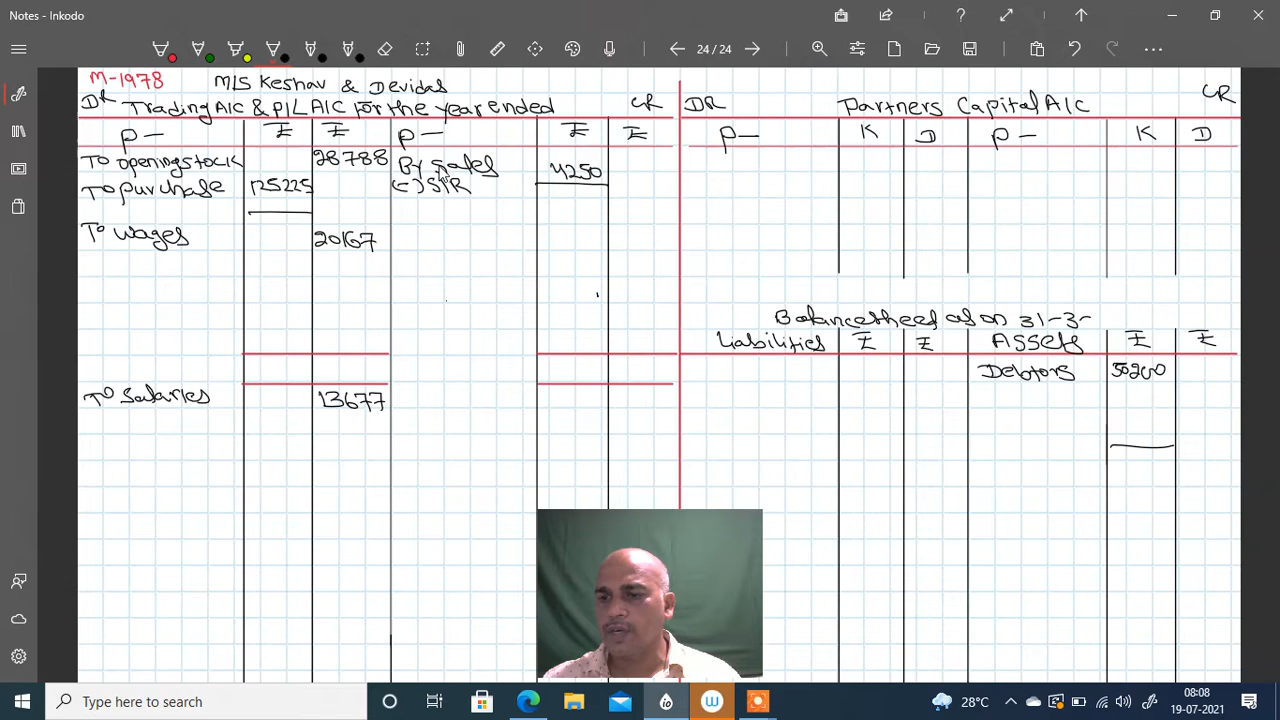 Notes - Inkodo
24 / 24
M-1978 M/S Keshav & Devidas
DR Trading A/C & P/L A/C for the year ended CR
P— ₹ ₹ P— ₹ ₹
To opening stock 28788 By sales
To purchase 125225 (-) S/R 4250
To wages 20167
To Salaries 13677
DR Partners Capital A/C CR
P— K D P— K D
Balance sheet as on 31-3-
Liabilities ₹ ₹ Assets ₹ ₹
Debtors 50200
Type here to search
28°C
08:08
19-07-2021